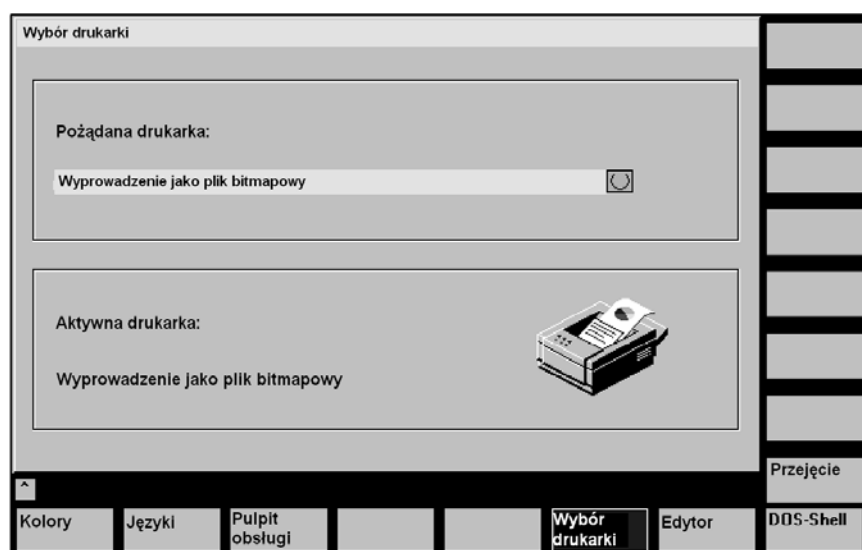 Wybór drukarki
Pożądana drukarka:
Wyprowadzenie jako plik bitmapowy
Aktywna drukarka:
Wyprowadzenie jako plik bitmapowy
Przejęcie
^
Kolory
Języki
Pulpit
obsługi
Wybór
drukarki
Edytor
DOS-Shell